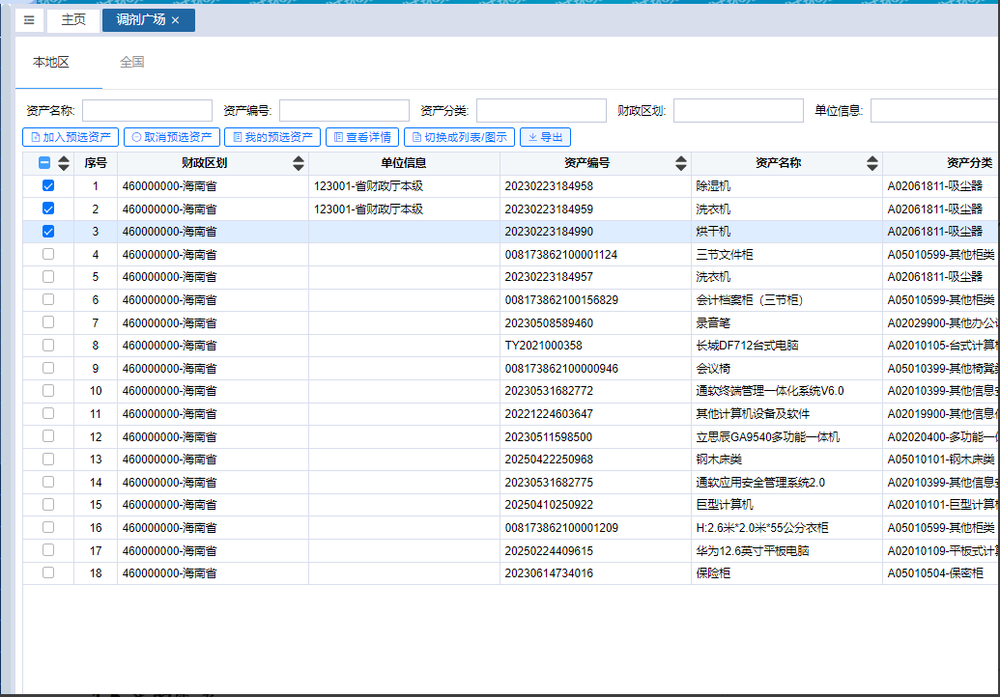 主页 调剂广场 ×
本地区 全国
资产名称: 资产编号: 资产分类: 财政区划: 单位信息:
加入预选资产 取消预选资产 我的预选资产 查看详情 切换成列表/图示 导出
序号 财政区划 单位信息 资产编号 资产名称 资产分类
1 460000000-海南省 123001-省财政厅本级 20230223184958 除湿机 A02061811-吸尘器
2 460000000-海南省 123001-省财政厅本级 20230223184959 洗衣机 A02061811-吸尘器
3 460000000-海南省 20230223184990 烘干机 A02061811-吸尘器
4 460000000-海南省 008173862100001124 三节文件柜 A05010599-其他柜类
5 460000000-海南省 20230223184957 洗衣机 A02061811-吸尘器
6 460000000-海南省 008173862100156829 会计档案柜（三节柜） A05010599-其他柜类
7 460000000-海南省 20230508589460 录音笔 A02029900-其他办公
8 460000000-海南省 TY2021000358 长城DF712台式电脑 A02010105-台式计算机
9 460000000-海南省 008173862100000946 会议椅 A05010399-其他椅凳类
10 460000000-海南省 20230531682772 通软终端管理一体化系统V6.0 A02010399-其他信息
11 460000000-海南省 20221224603647 其他计算机设备及软件 A02019900-其他信息
12 460000000-海南省 20230511598500 立思辰GA9540多功能一体机 A02020400-多功能一
13 460000000-海南省 20250422250968 钢木床类 A05010101-钢木床类
14 460000000-海南省 20230531682775 通软应用安全管理系统2.0 A02010399-其他信息
15 460000000-海南省 20250410250922 巨型计算机 A02010101-巨型计算机
16 460000000-海南省 008173862100001209 H:2.6米*2.0米*55公分衣柜 A05010599-其他柜类
17 460000000-海南省 20250224409615 华为12.6英寸平板电脑 A02010109-平板式计
18 460000000-海南省 20230614734016 保险柜 A05010504-保密柜